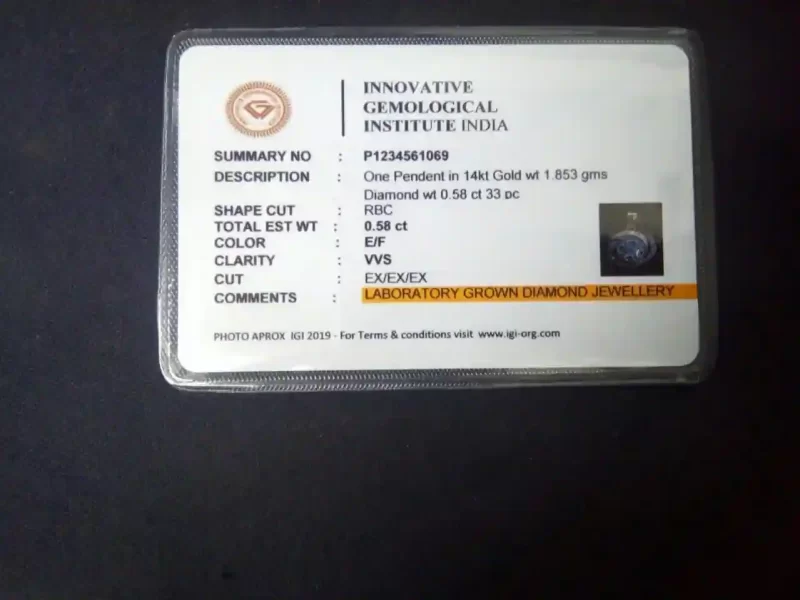 INNOVATIVE
GEMOLOGICAL
INSTITUTE INDIA
SUMMARY NO : P1234561069
DESCRIPTION : One Pendent in 14kt Gold wt 1.853 gms
Diamond wt 0.58 ct 33 pc
SHAPE CUT : RBC
TOTAL EST WT : 0.58 ct
COLOR : E/F
CLARITY : VVS
CUT : EX/EX/EX
COMMENTS : LABORATORY GROWN DIAMOND JEWELLERY
PHOTO APROX IGI 2019 - For Terms & conditions visit www.igi-org.com